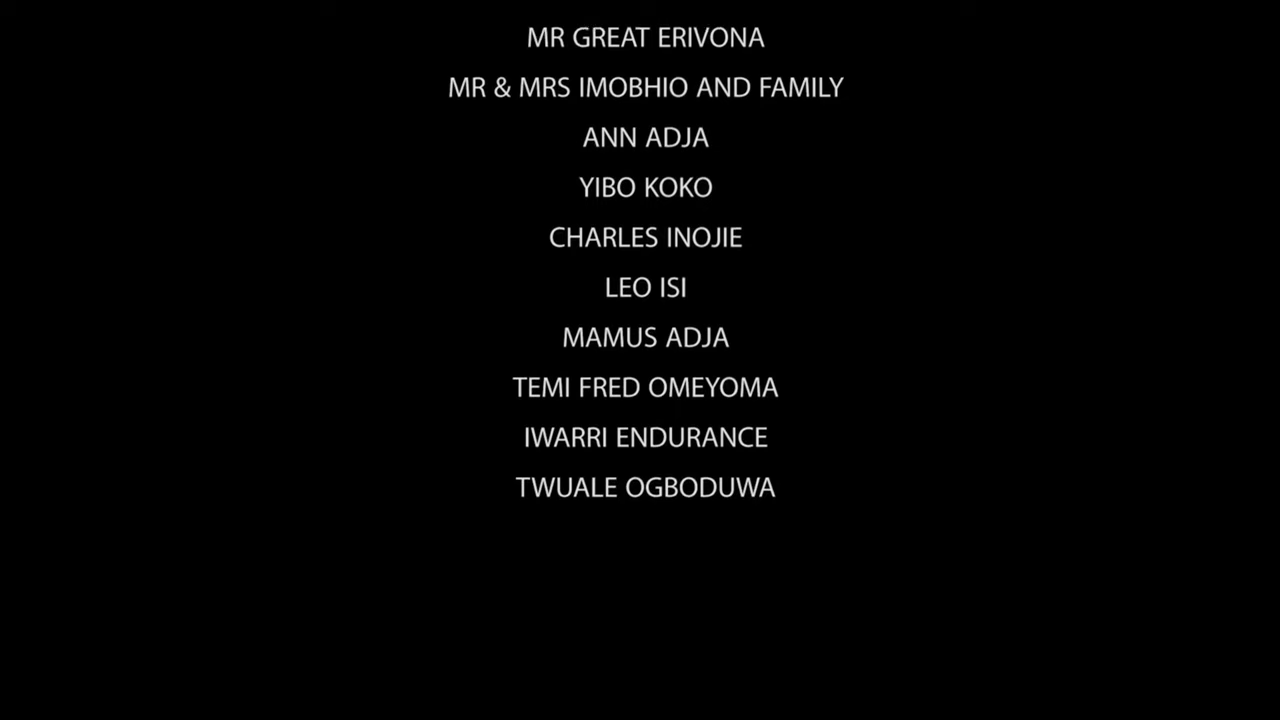 MR GREAT ERIVONA
MR & MRS IMOBHIO AND FAMILY
ANN ADJA
YIBO KOKO
CHARLES INOJIE
LEO ISI
MAMUS ADJA
TEMI FRED OMEYOMA
IWARRI ENDURANCE
TWUALE OGBODUWA